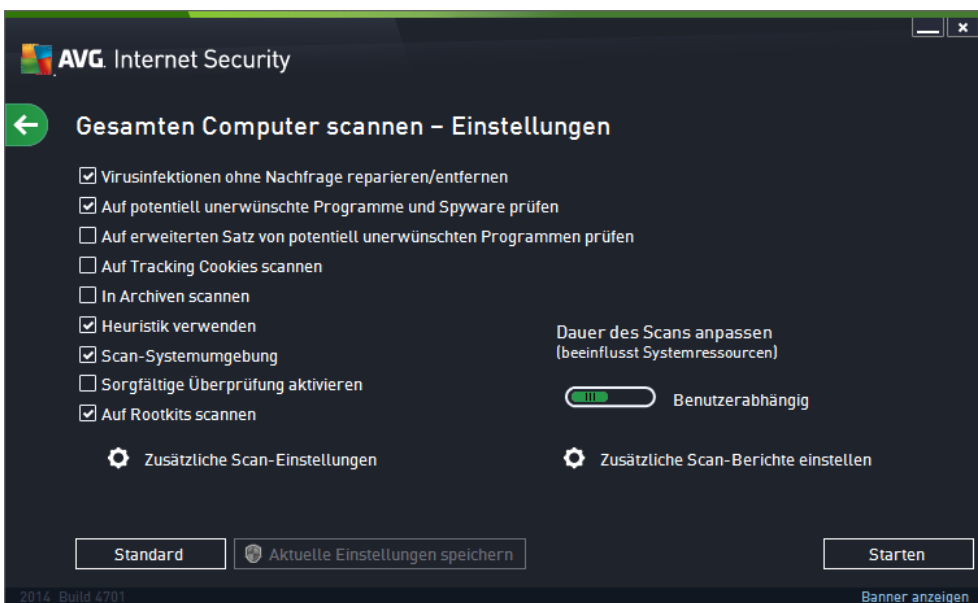 AVG. Internet Security
Gesamten Computer scannen – Einstellungen
Virusinfektionen ohne Nachfrage reparieren/entfernen
Auf potentiell unerwünschte Programme und Spyware prüfen
Auf erweiterten Satz von potentiell unerwünschten Programmen prüfen
Auf Tracking Cookies scannen
In Archiven scannen
Heuristik verwenden
Scan-Systemumgebung
Sorgfältige Überprüfung aktivieren
Auf Rootkits scannen
Dauer des Scans anpassen
(beeinflusst Systemressourcen)
Benutzerabhängig
Zusätzliche Scan-Einstellungen
Zusätzliche Scan-Berichte einstellen
Standard
Aktuelle Einstellungen speichern
Starten
2014 Build 4701
Banner anzeigen